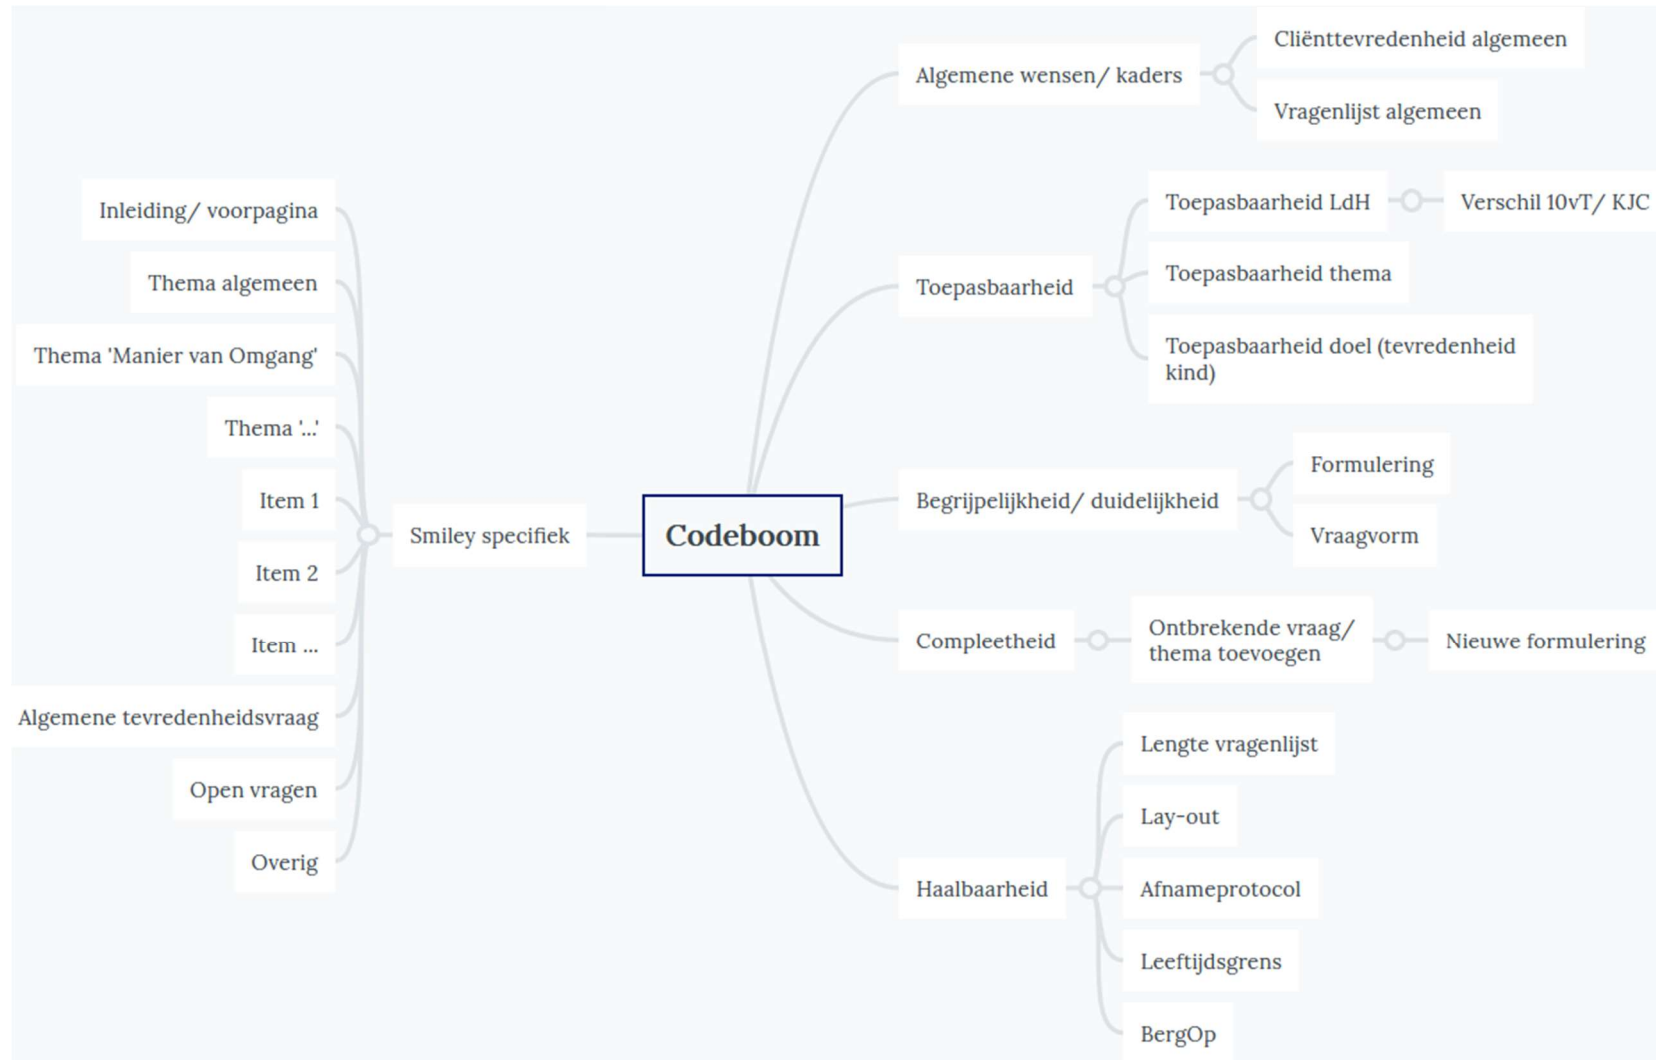 Codeboom
Smiley specifiek
Inleiding/ voorpagina
Thema algemeen
Thema 'Manier van Omgang'
Thema '...'
Item 1
Item 2
Item ...
Algemene tevredenheidsvraag
Open vragen
Overig
Algemene wensen/ kaders
Cliënttevredenheid algemeen
Vragenlijst algemeen
Toepasbaarheid
Toepasbaarheid LdH
Verschil 10vT/ KJC
Toepasbaarheid thema
Toepasbaarheid doel (tevredenheid
kind)
Begrijpelijkheid/ duidelijkheid
Formulering
Vraagvorm
Compleetheid
Ontbrekende vraag/
thema toevoegen
Nieuwe formulering
Haalbaarheid
Lengte vragenlijst
Lay-out
Afnameprotocol
Leeftijdsgrens
BergOp